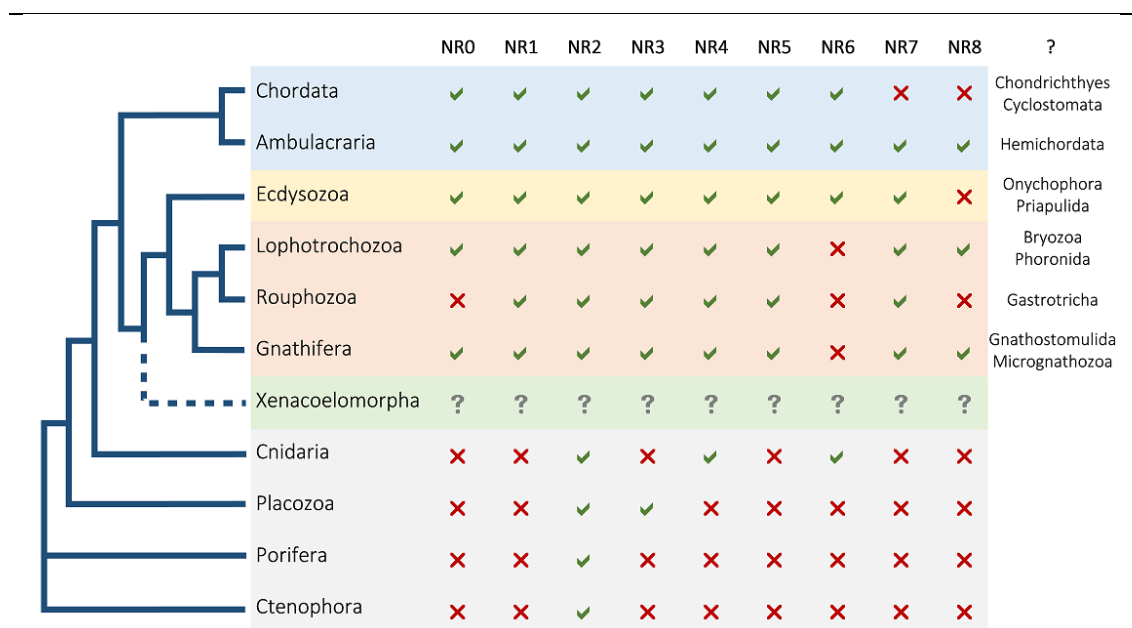 NR0 NR1 NR2 NR3 NR4 NR5 NR6 NR7 NR8 ?
Chordata ✓ ✓ ✓ ✓ ✓ ✓ ✓ ✗ ✗ Chondrichthyes
Cyclostomata
Ambulacraria ✓ ✓ ✓ ✓ ✓ ✓ ✓ ✓ ✓ Hemichordata
Ecdysozoa ✓ ✓ ✓ ✓ ✓ ✓ ✓ ✓ ✗ Onychophora
Priapulida
Lophotrochozoa ✓ ✓ ✓ ✓ ✓ ✓ ✗ ✓ ✓ Bryozoa
Phoronida
Rouphozoa ✗ ✓ ✓ ✓ ✓ ✓ ✗ ✓ ✗ Gastrotricha
Gnathifera ✓ ✓ ✓ ✓ ✓ ✓ ✗ ✓ ✓ Gnathostomulida
Micrognathozoa
Xenacoelomorpha ? ? ? ? ? ? ? ? ?
Cnidaria ✗ ✗ ✓ ✗ ✓ ✗ ✓ ✗ ✗
Placozoa ✗ ✗ ✓ ✓ ✗ ✗ ✗ ✗ ✗
Porifera ✗ ✗ ✓ ✗ ✗ ✗ ✗ ✗ ✗
Ctenophora ✗ ✗ ✓ ✗ ✗ ✗ ✗ ✗ ✗